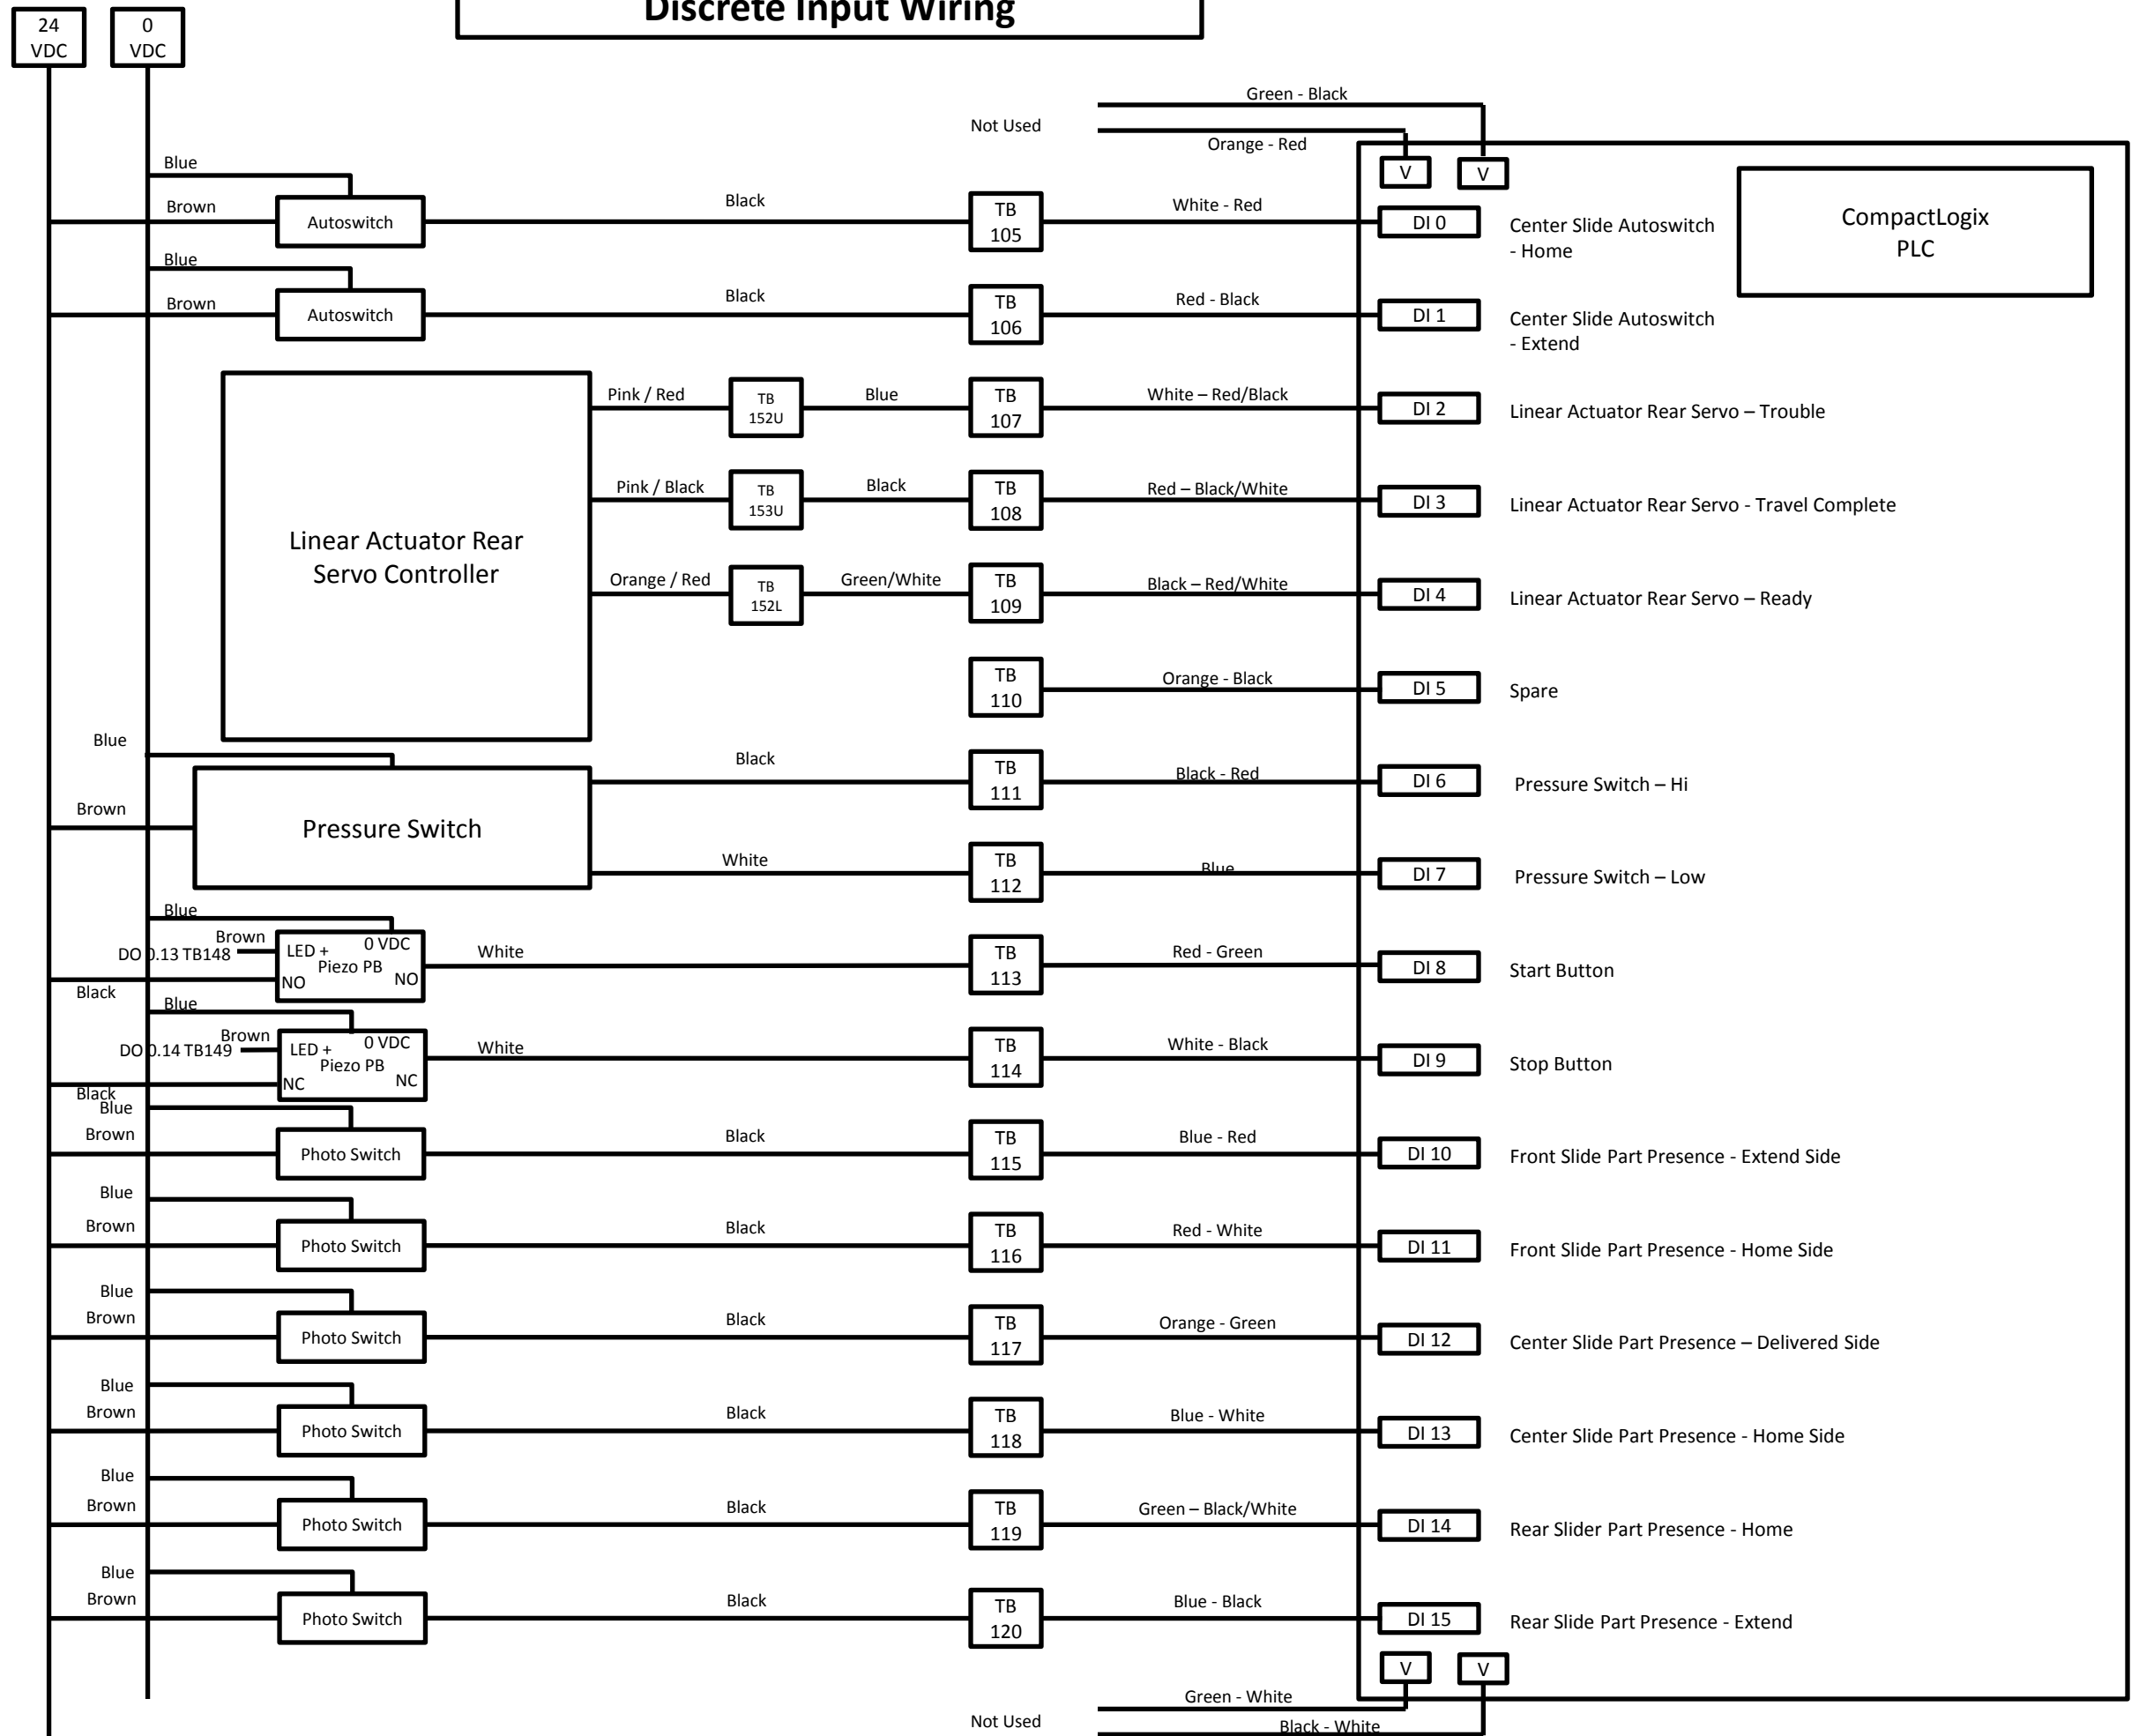 Discrete Input Wiring
24
VDC
0
VDC
Green - Black
Not Used
Orange - Red
V
V
CompactLogix
PLC
Blue
Brown
Autoswitch
Black
TB
105
White - Red
DI 0
Center Slide Autoswitch
- Home
Blue
Brown
Autoswitch
Black
TB
106
Red - Black
DI 1
Center Slide Autoswitch
- Extend
Linear Actuator Rear
Servo Controller
Pink / Red
TB
152U
Blue
TB
107
White – Red/Black
DI 2
Linear Actuator Rear Servo – Trouble
Pink / Black
TB
153U
Black
TB
108
Red – Black/White
DI 3
Linear Actuator Rear Servo - Travel Complete
Orange / Red
TB
152L
Green/White
TB
109
Black – Red/White
DI 4
Linear Actuator Rear Servo – Ready
TB
110
Orange - Black
DI 5
Spare
Blue
Brown
Pressure Switch
Black
TB
111
Black - Red
DI 6
Pressure Switch – Hi
White
TB
112
Blue
DI 7
Pressure Switch – Low
Blue
Brown
DO 0.13 TB148
Black
LED +
0 VDC
Piezo PB
NO
NO
White
TB
113
Red - Green
DI 8
Start Button
Blue
Brown
DO 0.14 TB149
Black
LED +
0 VDC
Piezo PB
NC
NC
White
TB
114
White - Black
DI 9
Stop Button
Blue
Brown
Photo Switch
Black
TB
115
Blue - Red
DI 10
Front Slide Part Presence - Extend Side
Blue
Brown
Photo Switch
Black
TB
116
Red - White
DI 11
Front Slide Part Presence - Home Side
Blue
Brown
Photo Switch
Black
TB
117
Orange - Green
DI 12
Center Slide Part Presence – Delivered Side
Blue
Brown
Photo Switch
Black
TB
118
Blue - White
DI 13
Center Slide Part Presence - Home Side
Blue
Brown
Photo Switch
Black
TB
119
Green – Black/White
DI 14
Rear Slider Part Presence - Home
Blue
Brown
Photo Switch
Black
TB
120
Blue - Black
DI 15
Rear Slide Part Presence - Extend
V
V
Green - White
Not Used
Black - White